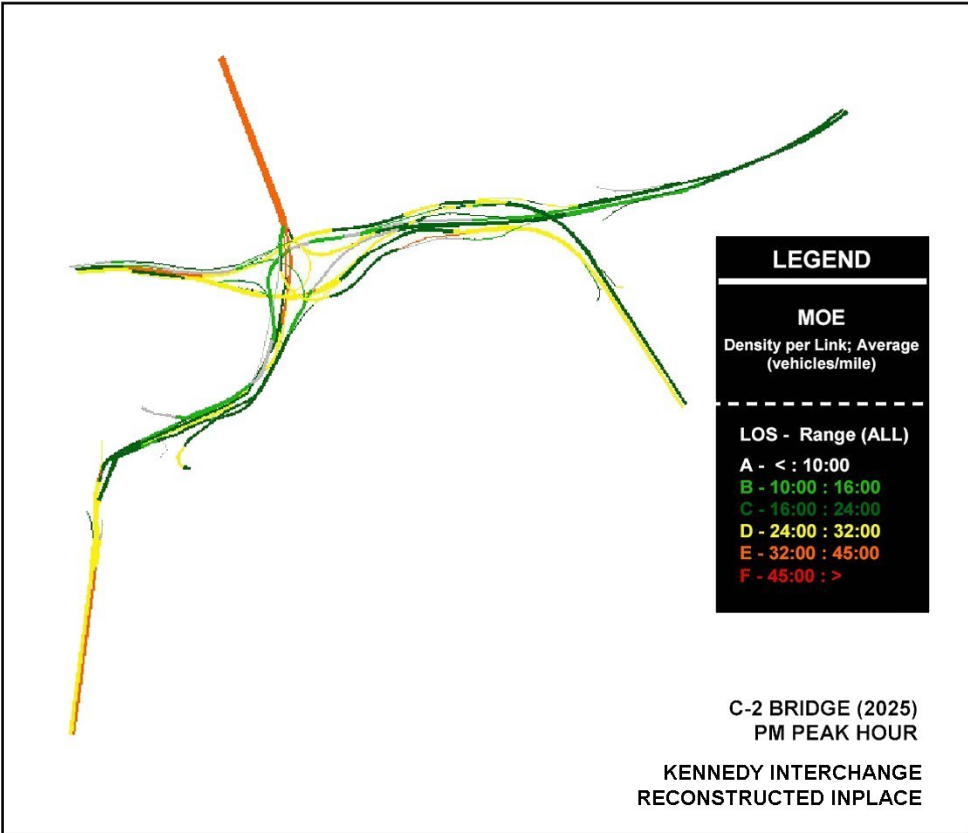 LEGEND
MOE
Density per Link; Average
(vehicles/mile)
LOS - Range (ALL)
A - < : 10:00
B - 10:00 : 16:00
C - 16:00 : 24:00
D - 24:00 : 32:00
E - 32:00 : 45:00
F - 45:00 : >
C-2 BRIDGE (2025)
PM PEAK HOUR
KENNEDY INTERCHANGE
RECONSTRUCTED INPLACE